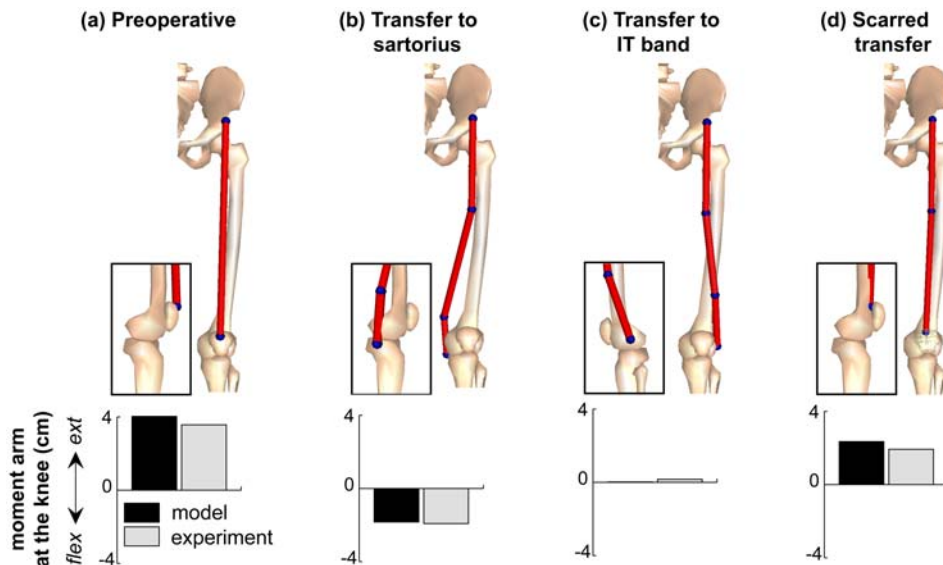 (a) Preoperative
(b) Transfer to
sartorius
(c) Transfer to
IT band
(d) Scarred
transfer
moment arm
at the knee (cm)
flex
ext
4
0
-4
model
experiment
4
0
-4
4
0
-4
4
0
-4